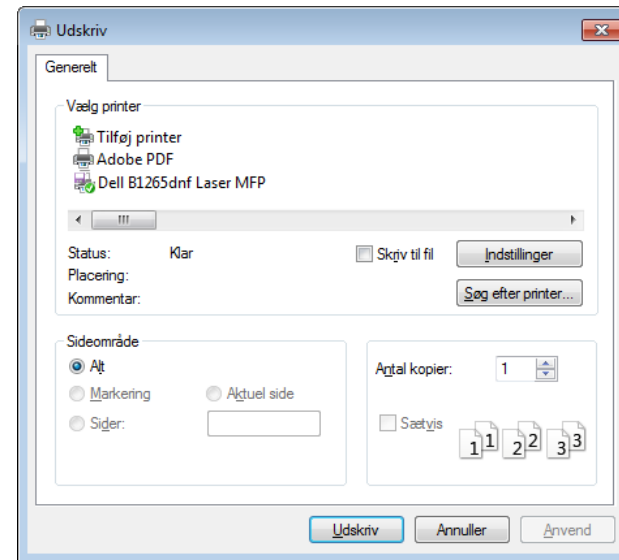 Udskriv
Generelt
Vælg printer
Tilføj printer
Adobe PDF
Dell B1265dnf Laser MFP
Status: Klar
Skriv til fil
Indstillinger
Placering:
Kommentar:
Søg efter printer...
Sideområde
Alt
Markering
Aktuel side
Sider:
Antal kopier: 1
Sætvis
1 1 2 2 3 3
Udskriv Annuller Anvend